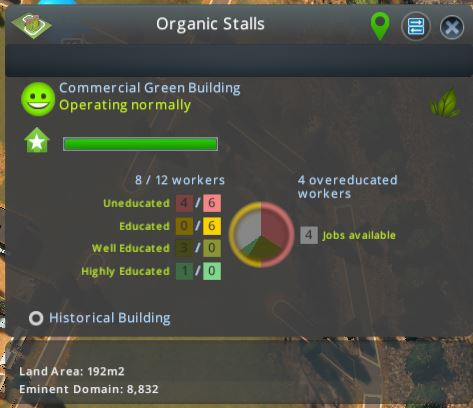 Organic Stalls
Commercial Green Building
Operating normally
8 / 12 workers
4 overeducated
workers
Uneducated 4 / 6
Educated 0 / 6
4 Jobs available
Well Educated 3 / 0
Highly Educated 1 / 0
Historical Building
Land Area: 192m2
Eminent Domain: 8,832